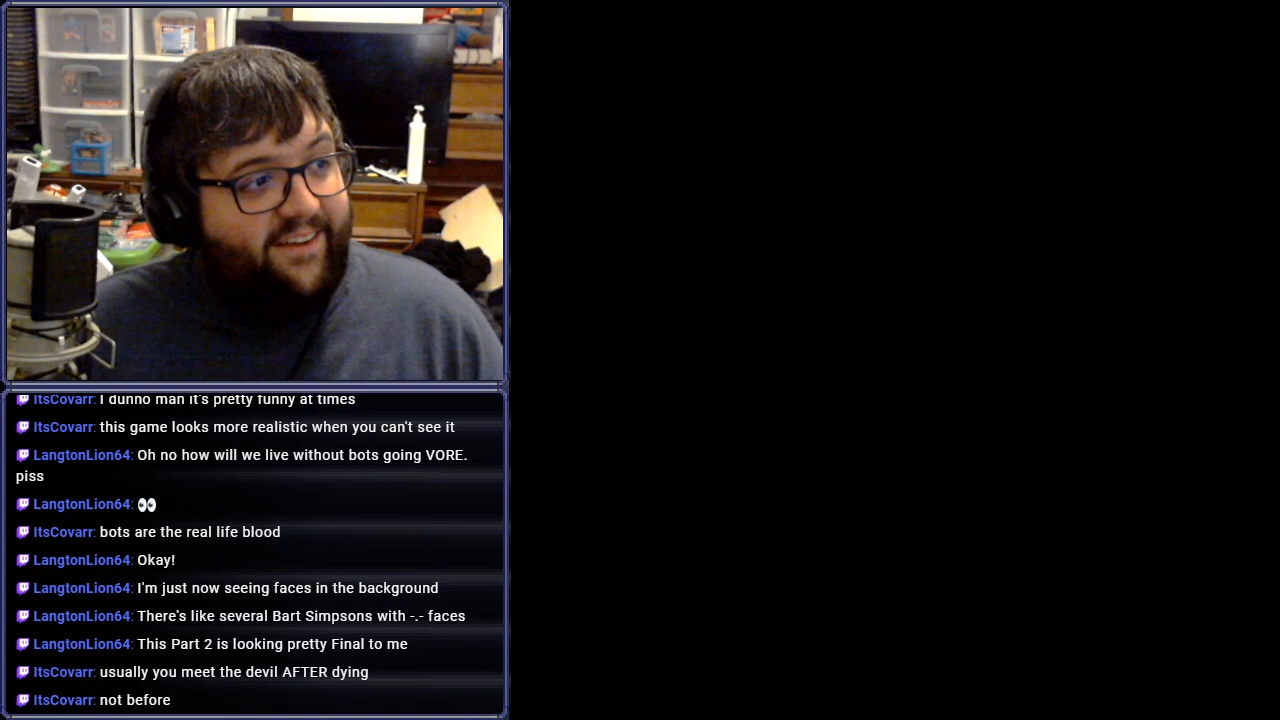 ItsCovarr: I dunno man it's pretty funny at times
ItsCovarr: this game looks more realistic when you can't see it
LangtonLion64: Oh no how will we live without bots going VORE.
piss
LangtonLion64: 👀
ItsCovarr: bots are the real life blood
LangtonLion64: Okay!
LangtonLion64: I'm just now seeing faces in the background
LangtonLion64: There's like several Bart Simpsons with -.- faces
LangtonLion64: This Part 2 is looking pretty Final to me
ItsCovarr: usually you meet the devil AFTER dying
ItsCovarr: not before